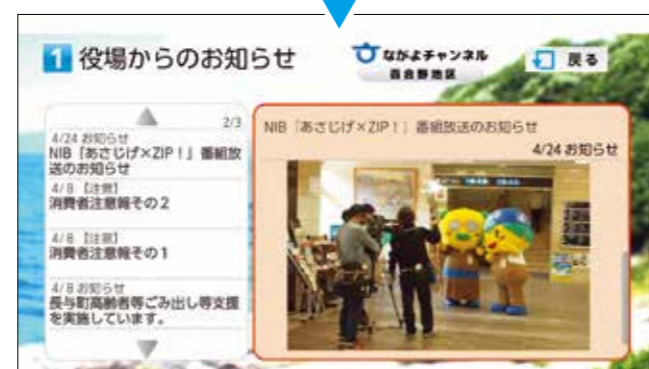 1 役場からのお知らせ
ながよチャンネル
百合野地区
戻る
2/3
4/24 お知らせ
NIB「あさじげ×ZIP!」番組放
送のお知らせ
4/8 【注意】
消費者注意報その2
4/8 【注意】
消費者注意報その1
4/8 お知らせ
長与町高齢者等ごみ出し等支援
を実施しています。
NIB「あさじげ×ZIP!」番組放送のお知らせ
4/24 お知らせ